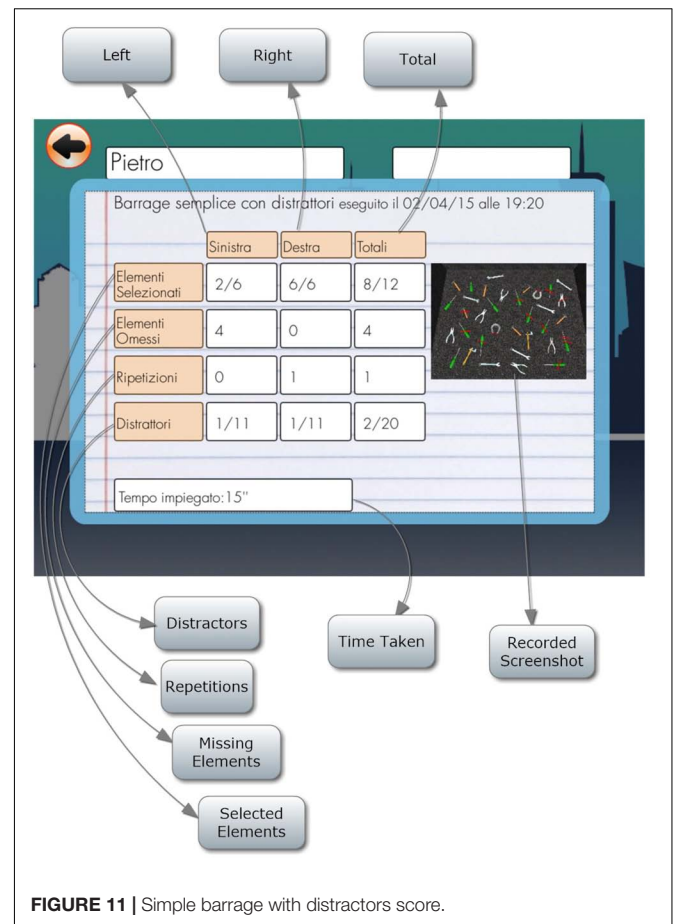 Left
Right
Total
Pietro
Barrage semplice con distrattori eseguito il 02/04/15 alle 19:20
Sinistra Destra Totali
Elementi
Selezionati 2/6 6/6 8/12
Elementi
Omessi 4 0 4
Ripetizioni 0 1 1
Distrattori 1/11 1/11 2/20
Tempo impiegato:15"
Distractors
Time Taken
Recorded
Screenshot
Repetitions
Missing
Elements
Selected
Elements
FIGURE 11 | Simple barrage with distractors score.